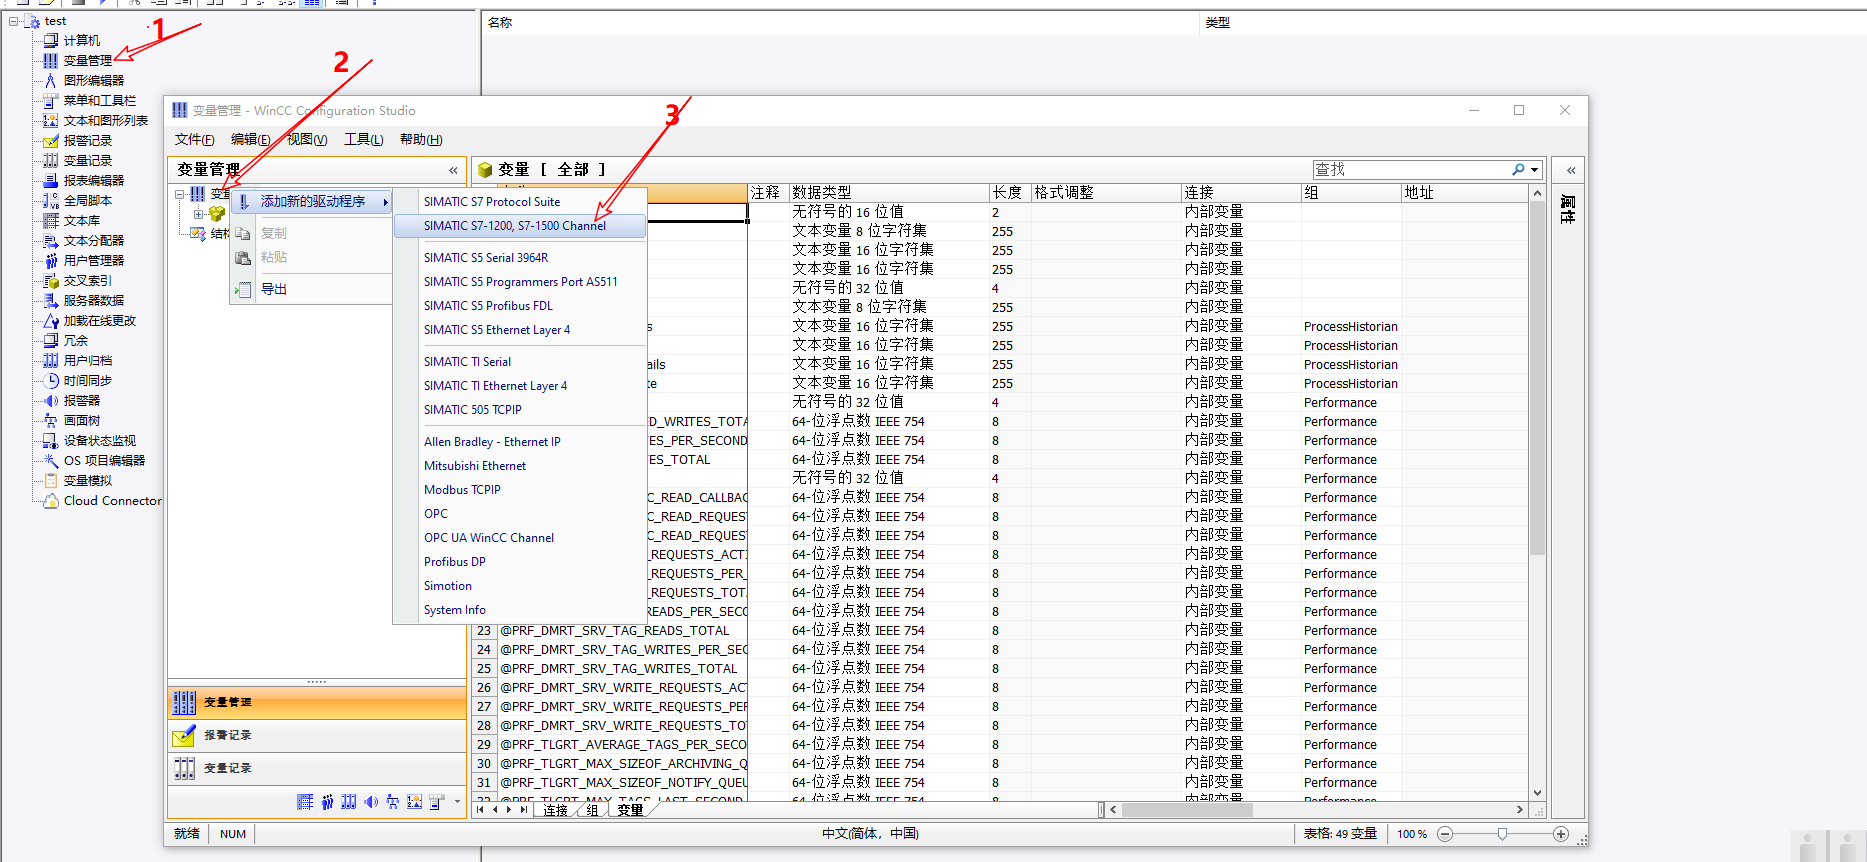 test
计算机
变量管理
图形编辑器
菜单和工具栏
文本和图形列表
报警记录
变量记录
报表编辑器
全局脚本
文本库
文本分配器
用户管理器
交叉索引
服务器数据
加载在线更改
冗余
用户归档
时间同步
报警器
画面树
设备状态监视
OS 项目编辑器
变量模拟
Cloud Connector
1
2
3
名称 类型
变量管理 - WinCC Configuration Studio
文件(F) 编辑(E) 视图(V) 工具(L) 帮助(H)
变量管理 «
变量 [ 全部 ] 查找 «
属性
添加新的驱动程序
复制
粘贴
导出
SIMATIC S7 Protocol Suite
SIMATIC S7-1200, S7-1500 Channel
SIMATIC S5 Serial 3964R
SIMATIC S5 Programmers Port AS511
SIMATIC S5 Profibus FDL
SIMATIC S5 Ethernet Layer 4
SIMATIC TI Serial
SIMATIC TI Ethernet Layer 4
SIMATIC 505 TCPIP
Allen Bradley - Ethernet IP
Mitsubishi Ethernet
Modbus TCPIP
OPC
OPC UA WinCC Channel
Profibus DP
Simotion
System Info
注释 数据类型 长度 格式调整 连接 组 地址
无符号的 16 位值 2 内部变量
文本变量 8 位字符集 255 内部变量
文本变量 16 位字符集 255 内部变量
文本变量 16 位字符集 255 内部变量
无符号的 32 位值 4 内部变量
文本变量 8 位字符集 255 内部变量
s 文本变量 16 位字符集 255 内部变量 ProcessHistorian
文本变量 16 位字符集 255 内部变量 ProcessHistorian
ails 文本变量 16 位字符集 255 内部变量 ProcessHistorian
te 文本变量 16 位字符集 255 内部变量 ProcessHistorian
无符号的 32 位值 4 内部变量 Performance
D_WRITES_TOTA 64-位浮点数 IEEE 754 8 内部变量 Performance
TES_PER_SECOND 64-位浮点数 IEEE 754 8 内部变量 Performance
TES_TOTAL 64-位浮点数 IEEE 754 8 内部变量 Performance
无符号的 32 位值 4 内部变量 Performance
C_READ_CALLBAC 64-位浮点数 IEEE 754 8 内部变量 Performance
C_READ_REQUEST 64-位浮点数 IEEE 754 8 内部变量 Performance
C_READ_REQUEST 64-位浮点数 IEEE 754 8 内部变量 Performance
REQUESTS_ACTI 64-位浮点数 IEEE 754 8 内部变量 Performance
REQUESTS_PER_ 64-位浮点数 IEEE 754 8 内部变量 Performance
REQUESTS_TOTA 64-位浮点数 IEEE 754 8 内部变量 Performance
READS_PER_SECO 64-位浮点数 IEEE 754 8 内部变量 Performance
23 @PRF_DMRT_SRV_TAG_READS_TOTAL 64-位浮点数 IEEE 754 8 内部变量 Performance
24 @PRF_DMRT_SRV_TAG_WRITES_PER_SEC 64-位浮点数 IEEE 754 8 内部变量 Performance
25 @PRF_DMRT_SRV_TAG_WRITES_TOTAL 64-位浮点数 IEEE 754 8 内部变量 Performance
26 @PRF_DMRT_SRV_WRITE_REQUESTS_ACT 64-位浮点数 IEEE 754 8 内部变量 Performance
27 @PRF_DMRT_SRV_WRITE_REQUESTS_PER 64-位浮点数 IEEE 754 8 内部变量 Performance
28 @PRF_DMRT_SRV_WRITE_REQUESTS_TO 64-位浮点数 IEEE 754 8 内部变量 Performance
29 @PRF_TLGRT_AVERAGE_TAGS_PER_SECO 64-位浮点数 IEEE 754 8 内部变量 Performance
30 @PRF_TLGRT_MAX_SIZEOF_ARCHIVING_Q 64-位浮点数 IEEE 754 8 内部变量 Performance
31 @PRF_TLGRT_MAX_SIZEOF_NOTIFY_QUEU 64-位浮点数 IEEE 754 8 内部变量 Performance
变量管理
报警记录
变量记录
连接 组 变量
就绪 NUM 中文(简体，中国) 表格: 49 变量 100 %